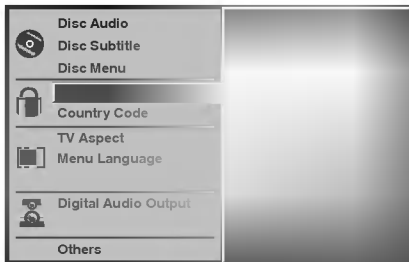 Disc Audio
Disc Subtitle
Disc Menu
Country Code
TV Aspect
Menu Language
Digital Audio Output
Others